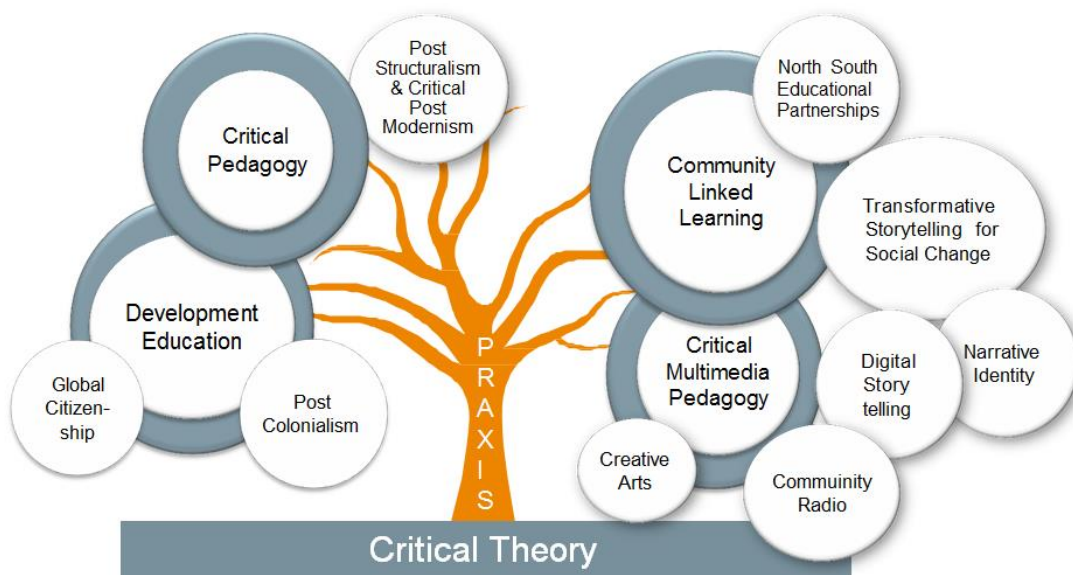 Critical
Pedagogy
Post
Structuralism
& Critical
Post
Modernism
Development
Education
Global
Citizen-
ship
Post
Colonialism
PRAXIS
Community
Linked
Learning
North South
Educational
Partnerships
Transformative
Storytelling for
Social Change
Critical
Multimedia
Pedagogy
Digital
Story
telling
Narrative
Identity
Creative
Arts
Commuinity
Radio
Critical Theory